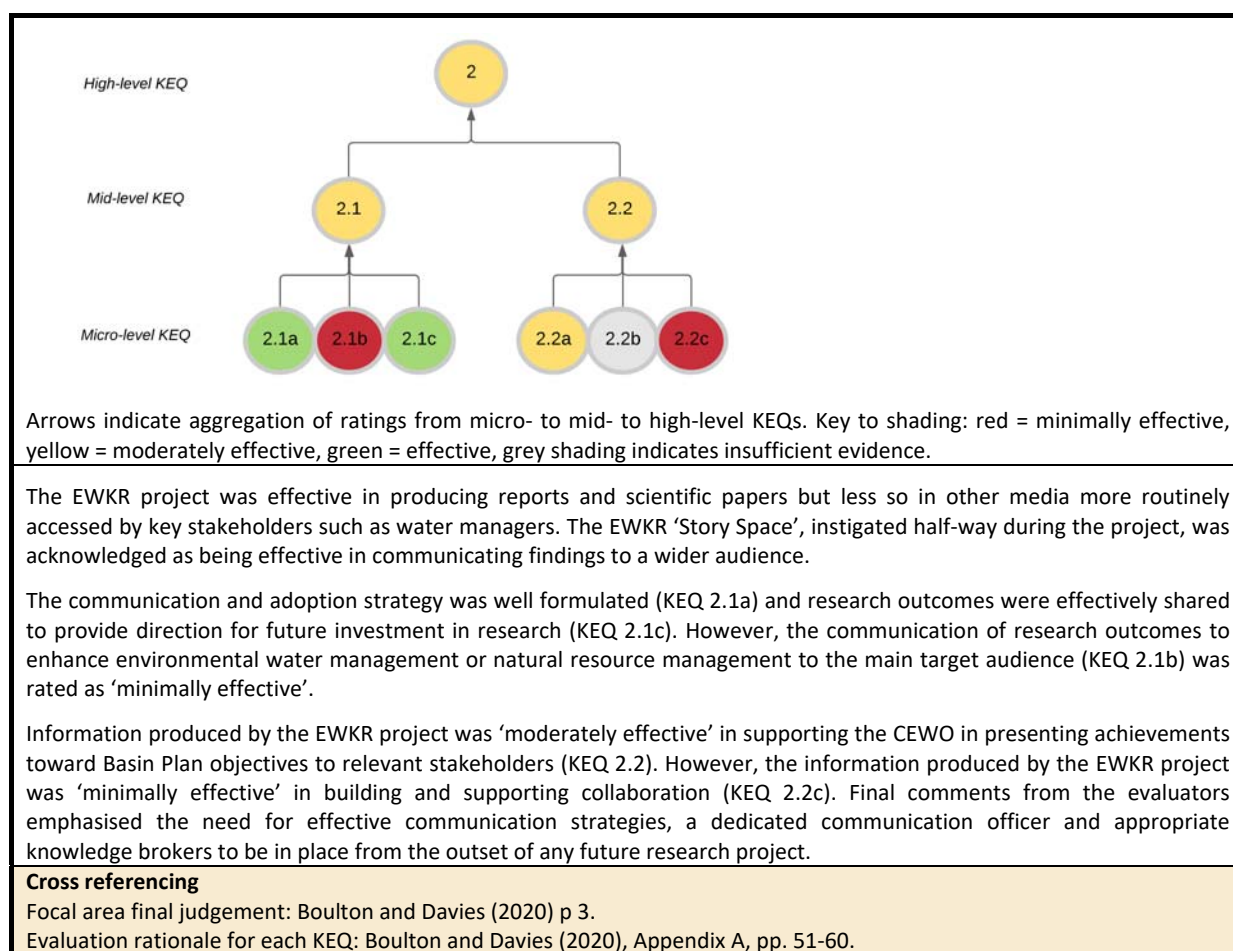 High-level KEQ
2
Mid-level KEQ
2.1
2.2
Micro-level KEQ
2.1a
2.1b
2.1c
2.2a
2.2b
2.2c
Arrows indicate aggregation of ratings from micro- to mid- to high-level KEQs. Key to shading: red = minimally effective,
yellow = moderately effective, green = effective, grey shading indicates insufficient evidence.
The EWKR project was effective in producing reports and scientific papers but less so in other media more routinely
accessed by key stakeholders such as water managers. The EWKR ‘Story Space’, instigated half-way during the project, was
acknowledged as being effective in communicating findings to a wider audience.
The communication and adoption strategy was well formulated (KEQ 2.1a) and research outcomes were effectively shared
to provide direction for future investment in research (KEQ 2.1c). However, the communication of research outcomes to
enhance environmental water management or natural resource management to the main target audience (KEQ 2.1b) was
rated as ‘minimally effective’.
Information produced by the EWKR project was ‘moderately effective’ in supporting the CEWO in presenting achievements
toward Basin Plan objectives to relevant stakeholders (KEQ 2.2). However, the information produced by the EWKR project
was ‘minimally effective’ in building and supporting collaboration (KEQ 2.2c). Final comments from the evaluators
emphasised the need for effective communication strategies, a dedicated communication officer and appropriate
knowledge brokers to be in place from the outset of any future research project.
Cross referencing
Focal area final judgement: Boulton and Davies (2020) p 3.
Evaluation rationale for each KEQ: Boulton and Davies (2020), Appendix A, pp. 51-60.